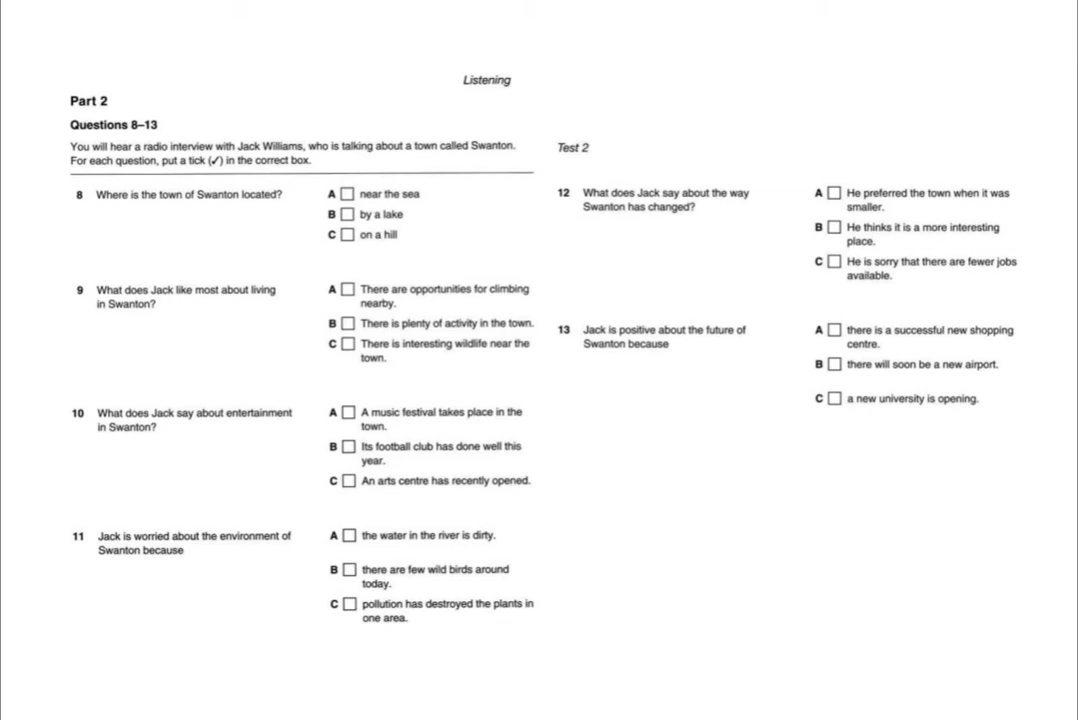 Listening
Part 2
Questions 8–13
You will hear a radio interview with Jack Williams, who is talking about a town called Swanton.
For each question, put a tick (✓) in the correct box.
8 Where is the town of Swanton located?
A near the sea
B by a lake
C on a hill
9 What does Jack like most about living
in Swanton?
A There are opportunities for climbing
nearby.
B There is plenty of activity in the town.
C There is interesting wildlife near the
town.
10 What does Jack say about entertainment
in Swanton?
A A music festival takes place in the
town.
B Its football club has done well this
year.
C An arts centre has recently opened.
11 Jack is worried about the environment of
Swanton because
A the water in the river is dirty.
B there are few wild birds around
today.
C pollution has destroyed the plants in
one area.
Test 2
12 What does Jack say about the way
Swanton has changed?
A He preferred the town when it was
smaller.
B He thinks it is a more interesting
place.
C He is sorry that there are fewer jobs
available.
13 Jack is positive about the future of
Swanton because
A there is a successful new shopping
centre.
B there will soon be a new airport.
C a new university is opening.